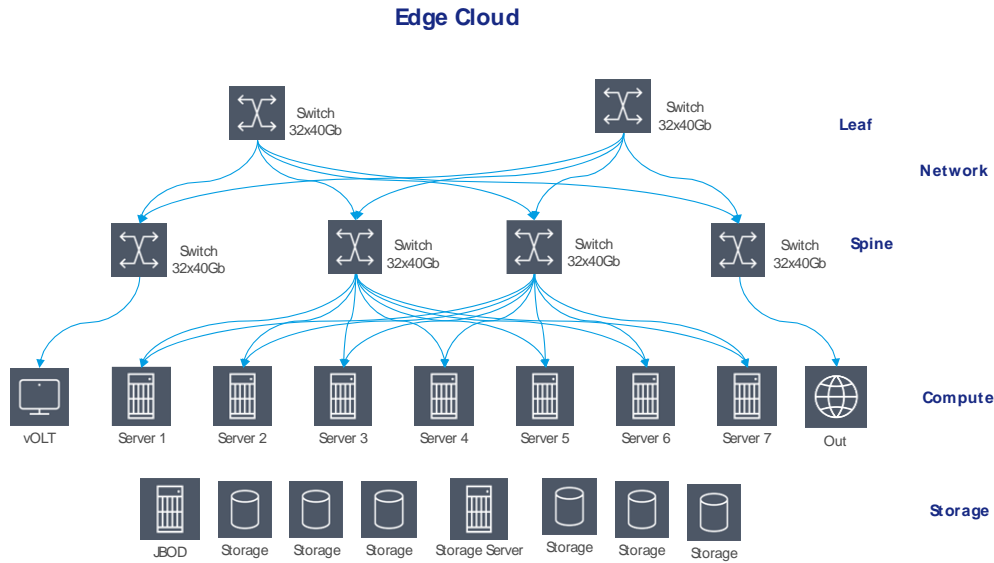 Edge Cloud
Switch
32x40Gb
Switch
32x40Gb
Leaf
Network
Switch
32x40Gb
Switch
32x40Gb
Switch
32x40Gb
Switch
32x40Gb
Spine
vOLT
Server 1
Server 2
Server 3
Server 4
Server 5
Server 6
Server 7
Out
Compute
JBOD
Storage
Storage
Storage
Storage Server
Storage
Storage
Storage
Storage